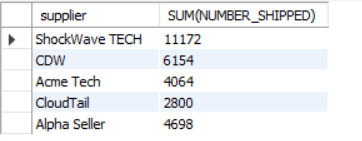 supplier SUM(NUMBER_SHIPPED)
ShockWave TECH 11172
CDW 6154
Acme Tech 4064
CloudTail 2800
Alpha Seller 4698